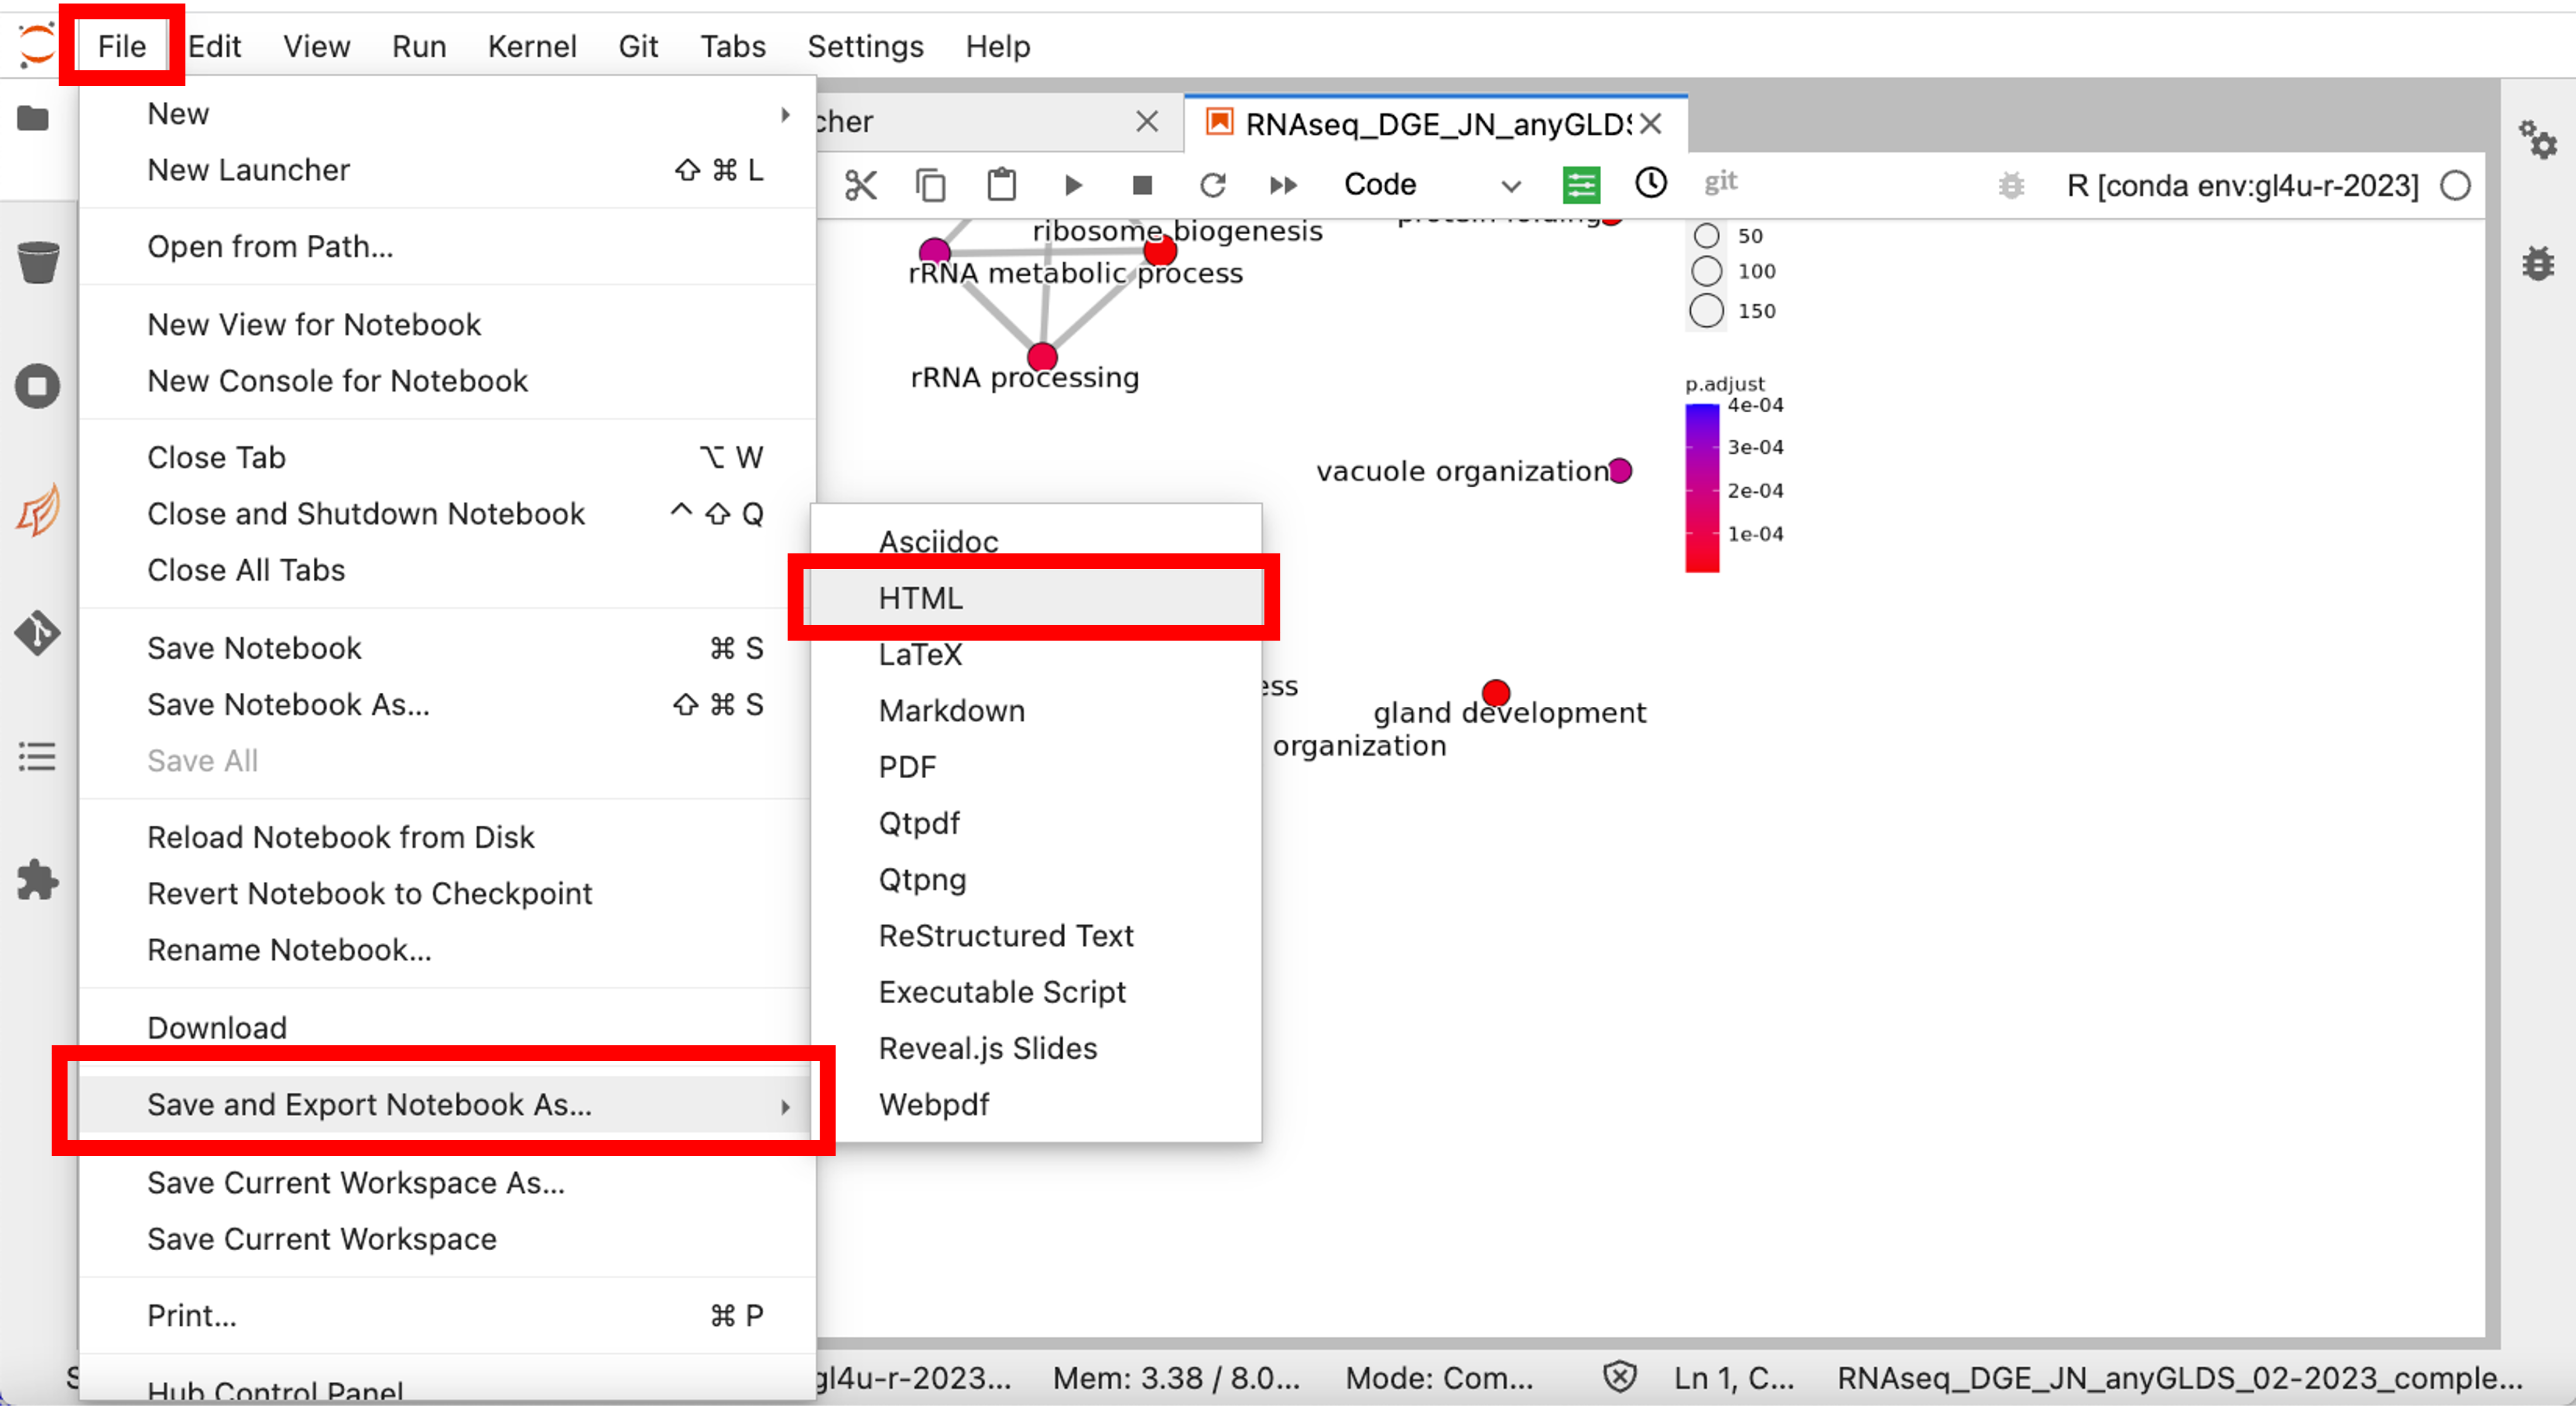 File Edit View Run Kernel Git Tabs Settings Help
New
New Launcher ⇧ ⌘ L
Open from Path...
New View for Notebook
New Console for Notebook
Close Tab ⌥ W
Close and Shutdown Notebook ^ ⇧ Q
Close All Tabs
Save Notebook ⌘ S
Save Notebook As... ⇧ ⌘ S
Save All
Reload Notebook from Disk
Revert Notebook to Checkpoint
Rename Notebook...
Download
Save and Export Notebook As...
Save Current Workspace As...
Save Current Workspace
Print... ⌘ P
Hub Control Panel
Asciidoc
HTML
LaTeX
Markdown
PDF
Qtpdf
Qtpng
ReStructured Text
Executable Script
Reveal.js Slides
Webpdf
cher
RNAseq_DGE_JN_anyGLDS
Code git R [conda env:gl4u-r-2023]
protein folding
ribosome biogenesis
rRNA metabolic process
rRNA processing
vacuole organization
ess
gland development
organization
50
100
150
p.adjust
4e-04
3e-04
2e-04
1e-04
gl4u-r-2023... Mem: 3.38 / 8.0... Mode: Com... Ln 1, C... RNAseq_DGE_JN_anyGLDS_02-2023_comple...